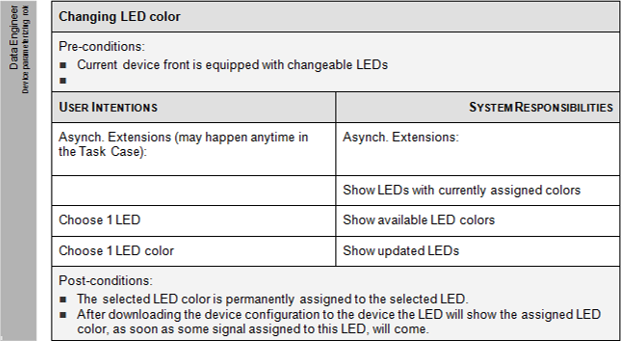 Data Engineer
Device parameterizing role
Changing LED color
Pre-conditions:
■ Current device front is equipped with changeable LEDs
■
USER INTENTIONS
SYSTEM RESPONSIBILITIES
Asynch. Extensions (may happen anytime in
the Task Case):
Asynch. Extensions:
Show LEDs with currently assigned colors
Choose 1 LED
Show available LED colors
Choose 1 LED color
Show updated LEDs
Post-conditions:
■ The selected LED color is permanently assigned to the selected LED.
■ After downloading the device configuration to the device the LED will show the assigned LED
color, as soon as some signal assigned to this LED, will come.